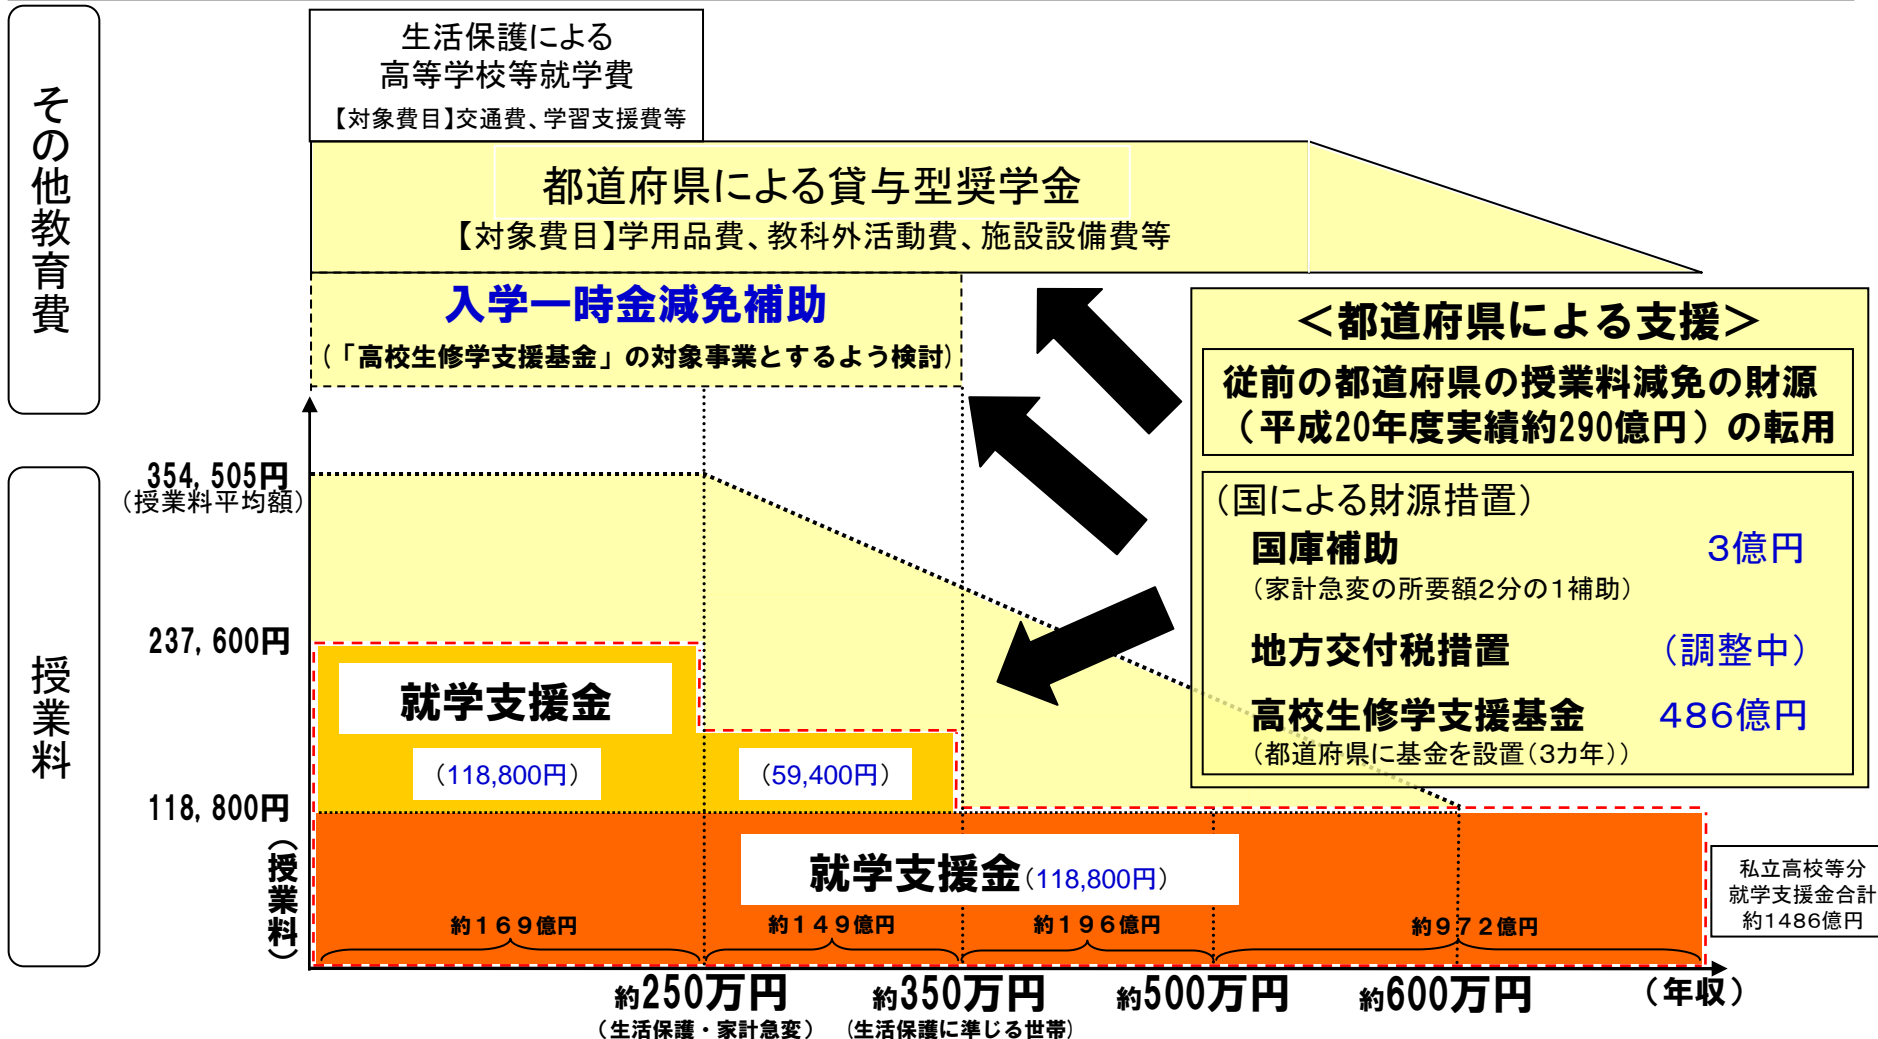 その他教育費
生活保護による
高等学校等就学費
【対象費目】交通費、学習支援費等
都道府県による貸与型奨学金
【対象費目】学用品費、教科外活動費、施設設備費等
入学一時金減免補助
(「高校生修学支援基金」の対象事業とするよう検討)
＜都道府県による支援＞
従前の都道府県の授業料減免の財源
（平成20年度実績約290億円）の転用
（国による財源措置）
国庫補助 3億円
（家計急変の所要額2分の1補助）
地方交付税措置 （調整中）
高校生修学支援基金 486億円
（都道府県に基金を設置（3カ年））
授業料
354,505円
（授業料平均額）
237,600円
118,800円
（授業料）
就学支援金
（118,800円）
（59,400円）
就学支援金（118,800円）
約１６９億円
約１４９億円
約１９６億円
約９７２億円
私立高校等分
就学支援金合計
約1486億円
約250万円
（生活保護・家計急変）
約350万円
（生活保護に準じる世帯）
約500万円
約600万円
（年収）